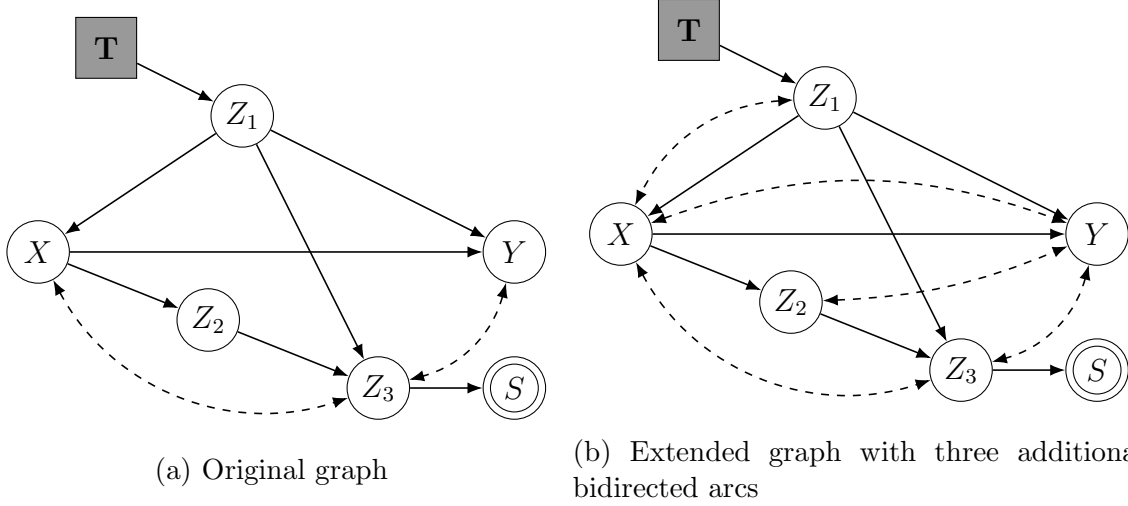 T
Z1
X
Y
Z2
Z3
S
(a) Original graph
T
Z1
X
Y
Z2
Z3
S
(b) Extended graph with three additiona
bidirected arcs